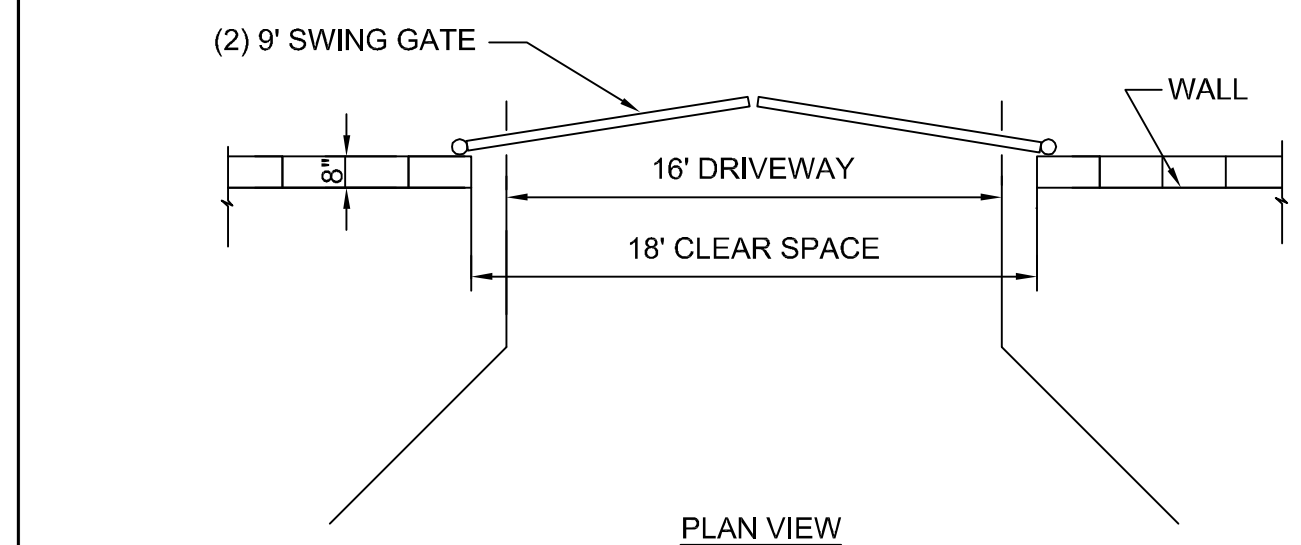 (2) 9' SWING GATE
WALL
8"
16' DRIVEWAY
18' CLEAR SPACE
PLAN VIEW